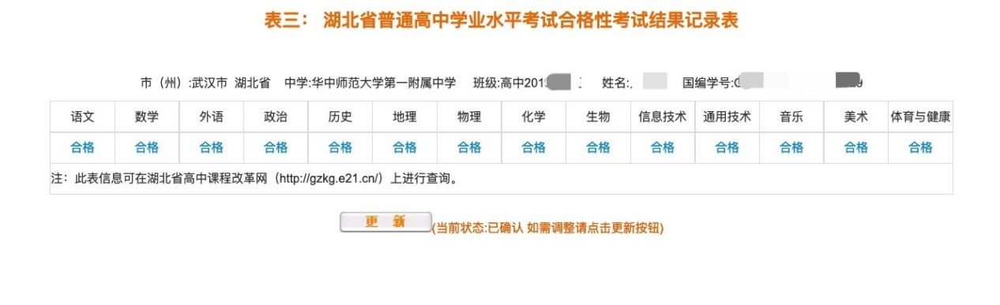 表三： 湖北省普通高中学业水平考试合格性考试结果记录表
市（州）:武汉市 湖北省 中学:华中师范大学第一附属中学 班级:高中201 姓名: 国编学号:
语文 数学 外语 政治 历史 地理 物理 化学 生物 信息技术 通用技术 音乐 美术 体育与健康
合格 合格 合格 合格 合格 合格 合格 合格 合格 合格 合格 合格 合格 合格
注：此表信息可在湖北省高中课程改革网（http://gzkg.e21.cn/）上进行查询。
更 新 (当前状态:已确认 如需调整请点击更新按钮)